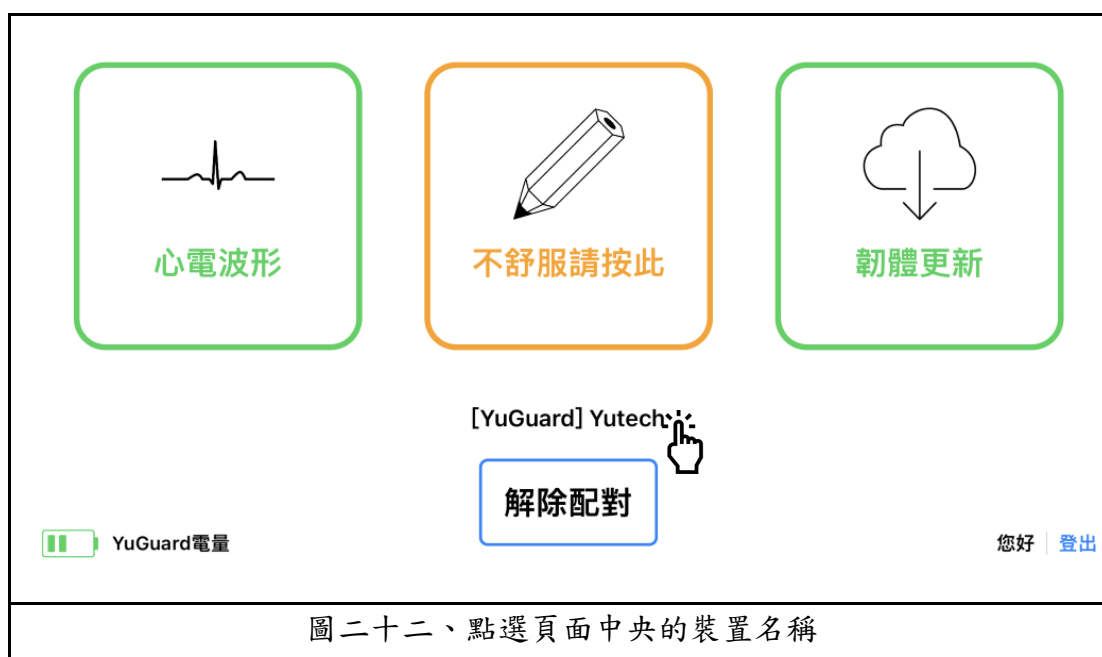 心電波形
不舒服請按此
韌體更新
[YuGuard] Yutech
解除配對
YuGuard電量
您好
登出
圖二十二、點選頁面中央的裝置名稱